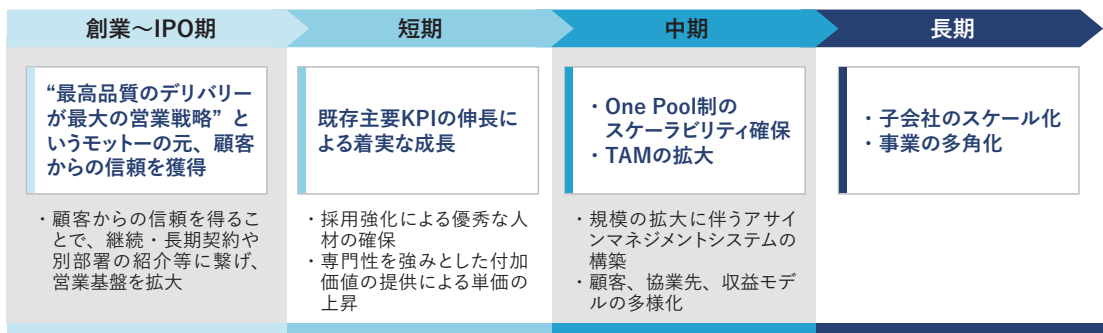 創業～IPO期
短期
中期
長期
“最高品質のデリバリー
が最大の営業戦略” と
いうモットーの元、顧客
からの信頼を獲得
・顧客からの信頼を得るこ
とで、継続・長期契約や
別部署の紹介等に繋げ、
営業基盤を拡大
既存主要KPIの伸長に
よる着実な成長
・採用強化による優秀な人
材の確保
・専門性を強みとした付加
価値の提供による単価の
上昇
・One Pool制の
スケーラビリティ確保
・TAMの拡大
・規模の拡大に伴うアサイ
ンマネジメントシステムの
構築
・顧客、協業先、収益モデ
ルの多様化
・子会社のスケール化
・事業の多角化